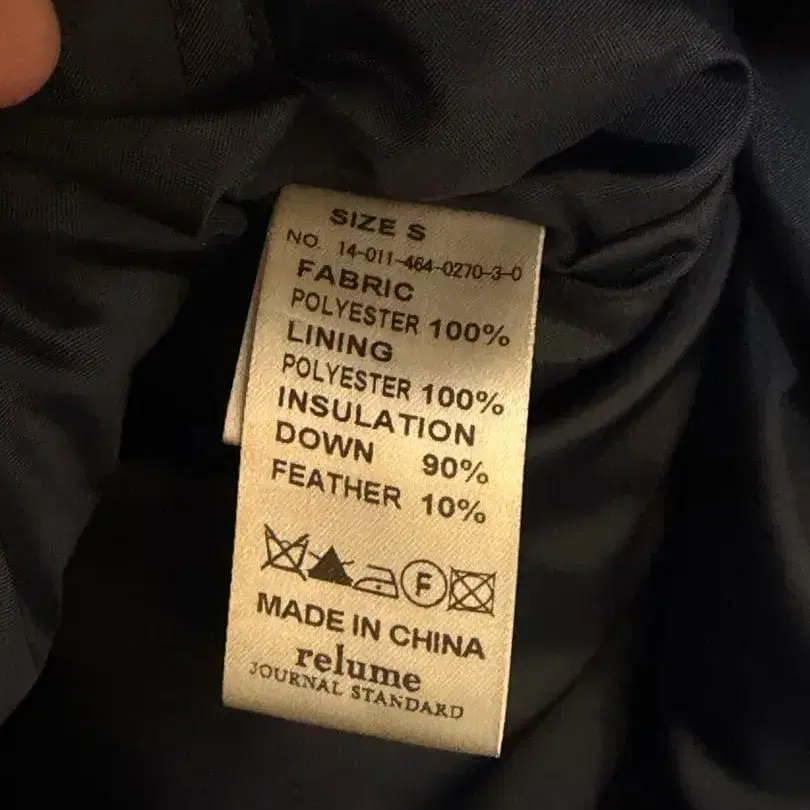 SIZE S
NO. 14-011-464-0270-3-0
FABRIC
POLYESTER 100%
LINING
POLYESTER 100%
INSULATION
DOWN 90%
FEATHER 10%
F
MADE IN CHINA
relume
JOURNAL STANDARD